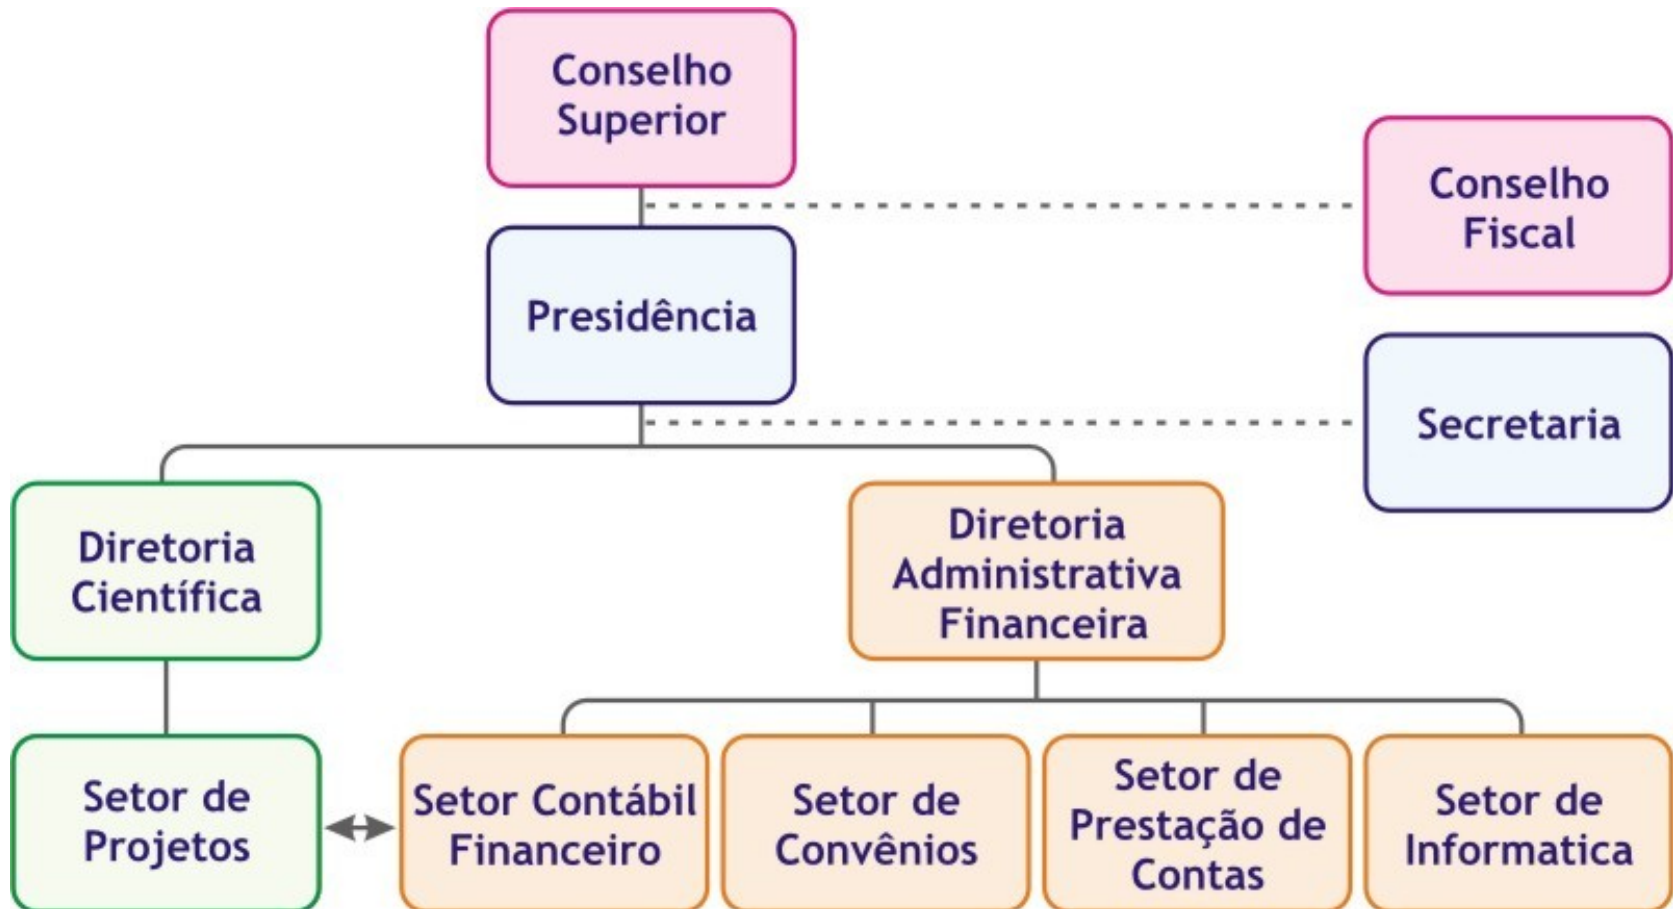 Conselho
Superior
Conselho
Fiscal
Presidência
Secretaria
Diretoria
Científica
Diretoria
Administrativa
Financeira
Setor de
Projetos
Setor Contábil
Financeiro
Setor de
Convênios
Setor de
Prestação de
Contas
Setor de
Informatica